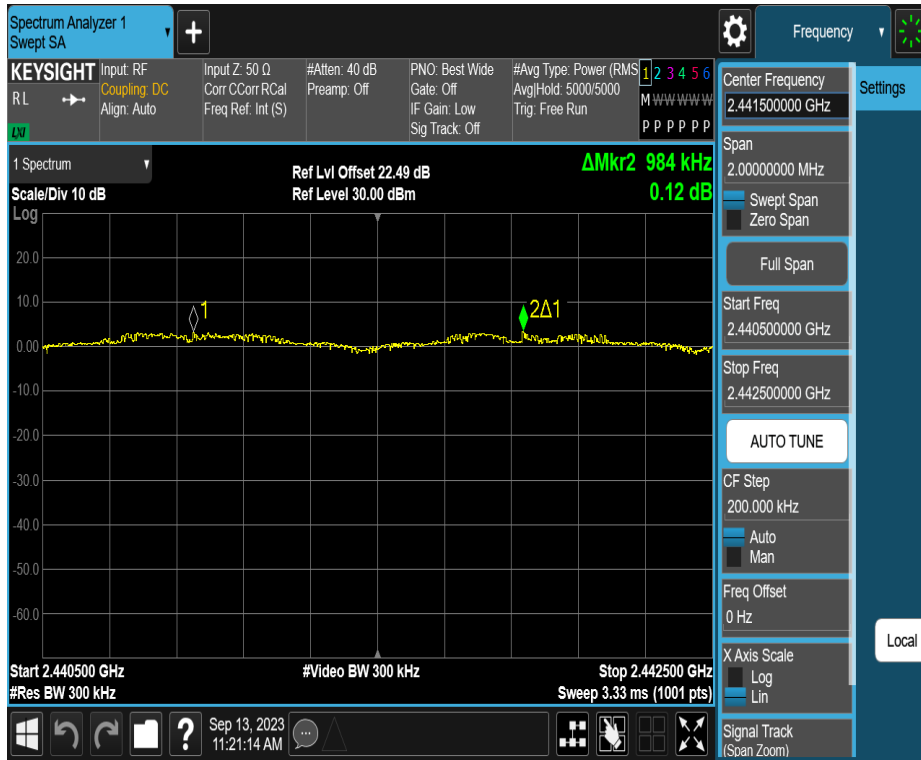 Spectrum Analyzer 1
Swept SA
+
Frequency
KEYSIGHT
R L
LXI
Input: RF
Coupling: DC
Align: Auto
Input Z: 50 Ω
Corr CCorr RCal
Freq Ref: Int (S)
#Atten: 40 dB
Preamp: Off
PNO: Best Wide
Gate: Off
IF Gain: Low
Sig Track: Off
#Avg Type: Power (RMS
Avg|Hold: 5000/5000
Trig: Free Run
1 2 3 4 5 6
M W W W W W
P P P P P P
1 Spectrum
Scale/Div 10 dB
Log
Ref Lvl Offset 22.49 dB
Ref Level 30.00 dBm
ΔMkr2 984 kHz
0.12 dB
20.0
10.0
0.00
-10.0
-20.0
-30.0
-40.0
-50.0
-60.0
1
2Δ1
Start 2.440500 GHz
#Res BW 300 kHz
#Video BW 300 kHz
Stop 2.442500 GHz
Sweep 3.33 ms (1001 pts)
?
Sep 13, 2023
11:21:14 AM
Center Frequency
2.441500000 GHz
Span
2.00000000 MHz
Swept Span
Zero Span
Full Span
Start Freq
2.440500000 GHz
Stop Freq
2.442500000 GHz
AUTO TUNE
CF Step
200.000 kHz
Auto
Man
Freq Offset
0 Hz
X Axis Scale
Log
Lin
Signal Track
(Span Zoom)
Settings
Local